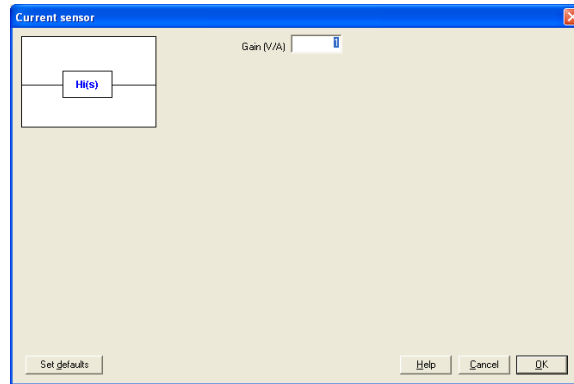 Current sensor
Gain (V/A) 1
Hi(s)
Set defaults
Help Cancel OK